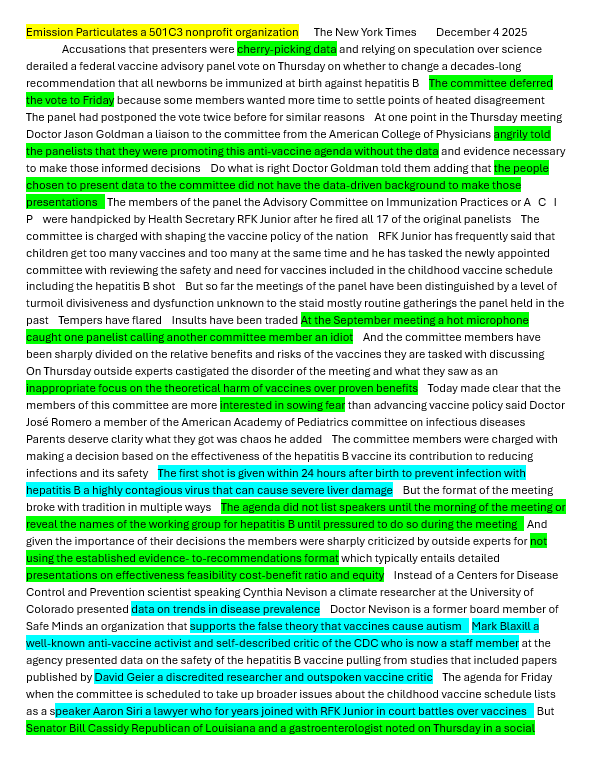 Emission Particulates a 501C3 nonprofit organization The New York Times December 4 2025
Accusations that presenters were cherry-picking data and relying on speculation over science
derailed a federal vaccine advisory panel vote on Thursday on whether to change a decades-long
recommendation that all newborns be immunized at birth against hepatitis B The committee deferred
the vote to Friday because some members wanted more time to settle points of heated disagreement
The panel had postponed the vote twice before for similar reasons At one point in the Thursday meeting
Doctor Jason Goldman a liaison to the committee from the American College of Physicians angrily told
the panelists that they were promoting this anti-vaccine agenda without the data and evidence necessary
to make those informed decisions Do what is right Doctor Goldman told them adding that the people
chosen to present data to the committee did not have the data-driven background to make those
presentations The members of the panel the Advisory Committee on Immunization Practices or A C I
P were handpicked by Health Secretary RFK Junior after he fired all 17 of the original panelists The
committee is charged with shaping the vaccine policy of the nation RFK Junior has frequently said that
children get too many vaccines and too many at the same time and he has tasked the newly appointed
committee with reviewing the safety and need for vaccines included in the childhood vaccine schedule
including the hepatitis B shot But so far the meetings of the panel have been distinguished by a level of
turmoil divisiveness and dysfunction unknown to the staid mostly routine gatherings the panel held in the
past Tempers have flared Insults have been traded At the September meeting a hot microphone
caught one panelist calling another committee member an idiot And the committee members have
been sharply divided on the relative benefits and risks of the vaccines they are tasked with discussing
On Thursday outside experts castigated the disorder of the meeting and what they saw as an
inappropriate focus on the theoretical harm of vaccines over proven benefits Today made clear that the
members of this committee are more interested in sowing fear than advancing vaccine policy said Doctor
José Romero a member of the American Academy of Pediatrics committee on infectious diseases
Parents deserve clarity what they got was chaos he added The committee members were charged with
making a decision based on the effectiveness of the hepatitis B vaccine its contribution to reducing
infections and its safety The first shot is given within 24 hours after birth to prevent infection with
hepatitis B a highly contagious virus that can cause severe liver damage But the format of the meeting
broke with tradition in multiple ways The agenda did not list speakers until the morning of the meeting or
reveal the names of the working group for hepatitis B until pressured to do so during the meeting And
given the importance of their decisions the members were sharply criticized by outside experts for not
using the established evidence- to-recommendations format which typically entails detailed
presentations on effectiveness feasibility cost-benefit ratio and equity Instead of a Centers for Disease
Control and Prevention scientist speaking Cynthia Nevison a climate researcher at the University of
Colorado presented data on trends in disease prevalence Doctor Nevison is a former board member of
Safe Minds an organization that supports the false theory that vaccines cause autism Mark Blaxill a
well-known anti-vaccine activist and self-described critic of the CDC who is now a staff member at the
agency presented data on the safety of the hepatitis B vaccine pulling from studies that included papers
published by David Geier a discredited researcher and outspoken vaccine critic The agenda for Friday
when the committee is scheduled to take up broader issues about the childhood vaccine schedule lists
as a speaker Aaron Siri a lawyer who for years joined with RFK Junior in court battles over vaccines But
Senator Bill Cassidy Republican of Louisiana and a gastroenterologist noted on Thursday in a social